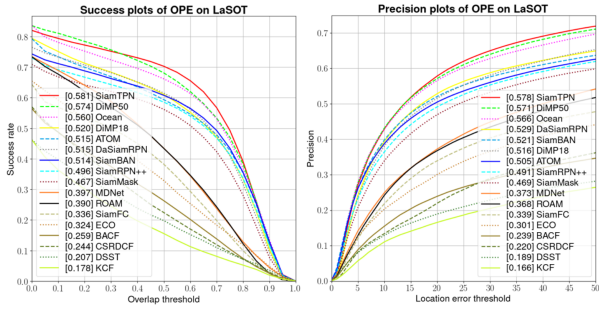 Success plots of OPE on LaSOT
0.8
0.7
0.6
0.5
0.4
0.3
0.2
0.1
0.0
Success rate
[0.581] SiamTPN
[0.574] DiMP50
[0.560] Ocean
[0.520] DiMP18
[0.515] ATOM
[0.515] DaSiamRPN
[0.514] SiamBAN
[0.496] SiamRPN++
[0.467] SiamMask
[0.397] MDNet
[0.390] ROAM
[0.336] SiamFC
[0.324] ECO
[0.259] BACF
[0.244] CSRDCF
[0.207] DSST
[0.178] KCF
0.0 0.1 0.2 0.3 0.4 0.5 0.6 0.7 0.8 0.9 1.0
Overlap threshold
Precision plots of OPE on LaSOT
0.7
0.6
0.5
0.4
0.3
0.2
0.1
0.0
Precision
[0.578] SiamTPN
[0.571] DiMP50
[0.566] Ocean
[0.529] DaSiamRPN
[0.521] SiamBAN
[0.516] DiMP18
[0.505] ATOM
[0.491] SiamRPN++
[0.469] SiamMask
[0.373] MDNet
[0.368] ROAM
[0.339] SiamFC
[0.301] ECO
[0.239] BACF
[0.220] CSRDCF
[0.189] DSST
[0.166] KCF
0 5 10 15 20 25 30 35 40 45 50
Location error threshold